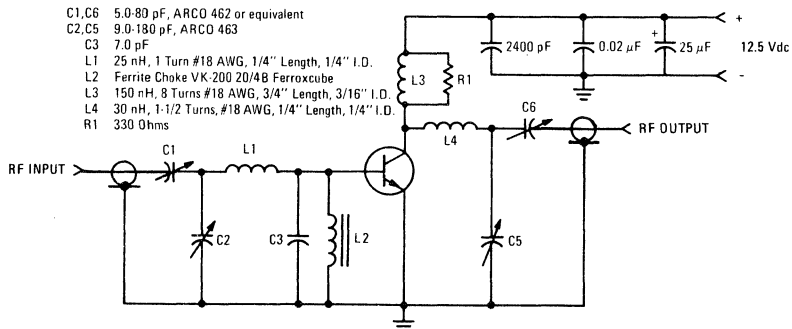 C1,C6 5.0-80 pF, ARCO 462 or equivalent
C2,C5 9.0-180 pF, ARCO 463
C3 7.0 pF
L1 25 nH, 1 Turn #18 AWG, 1/4" Length, 1/4" I.D.
L2 Ferrite Choke VK-200 20/4B Ferroxcube
L3 150 nH, 8 Turns #18 AWG, 3/4" Length, 3/16" I.D.
L4 30 nH, 1-1/2 Turns, #18 AWG, 1/4" Length, 1/4" I.D.
R1 330 Ohms
+
2400 pF
0.02 µF
+
25 µF
12.5 Vdc
-
L3
R1
C6
RF OUTPUT
L4
C1
L1
RF INPUT
C2
C3
L2
C5